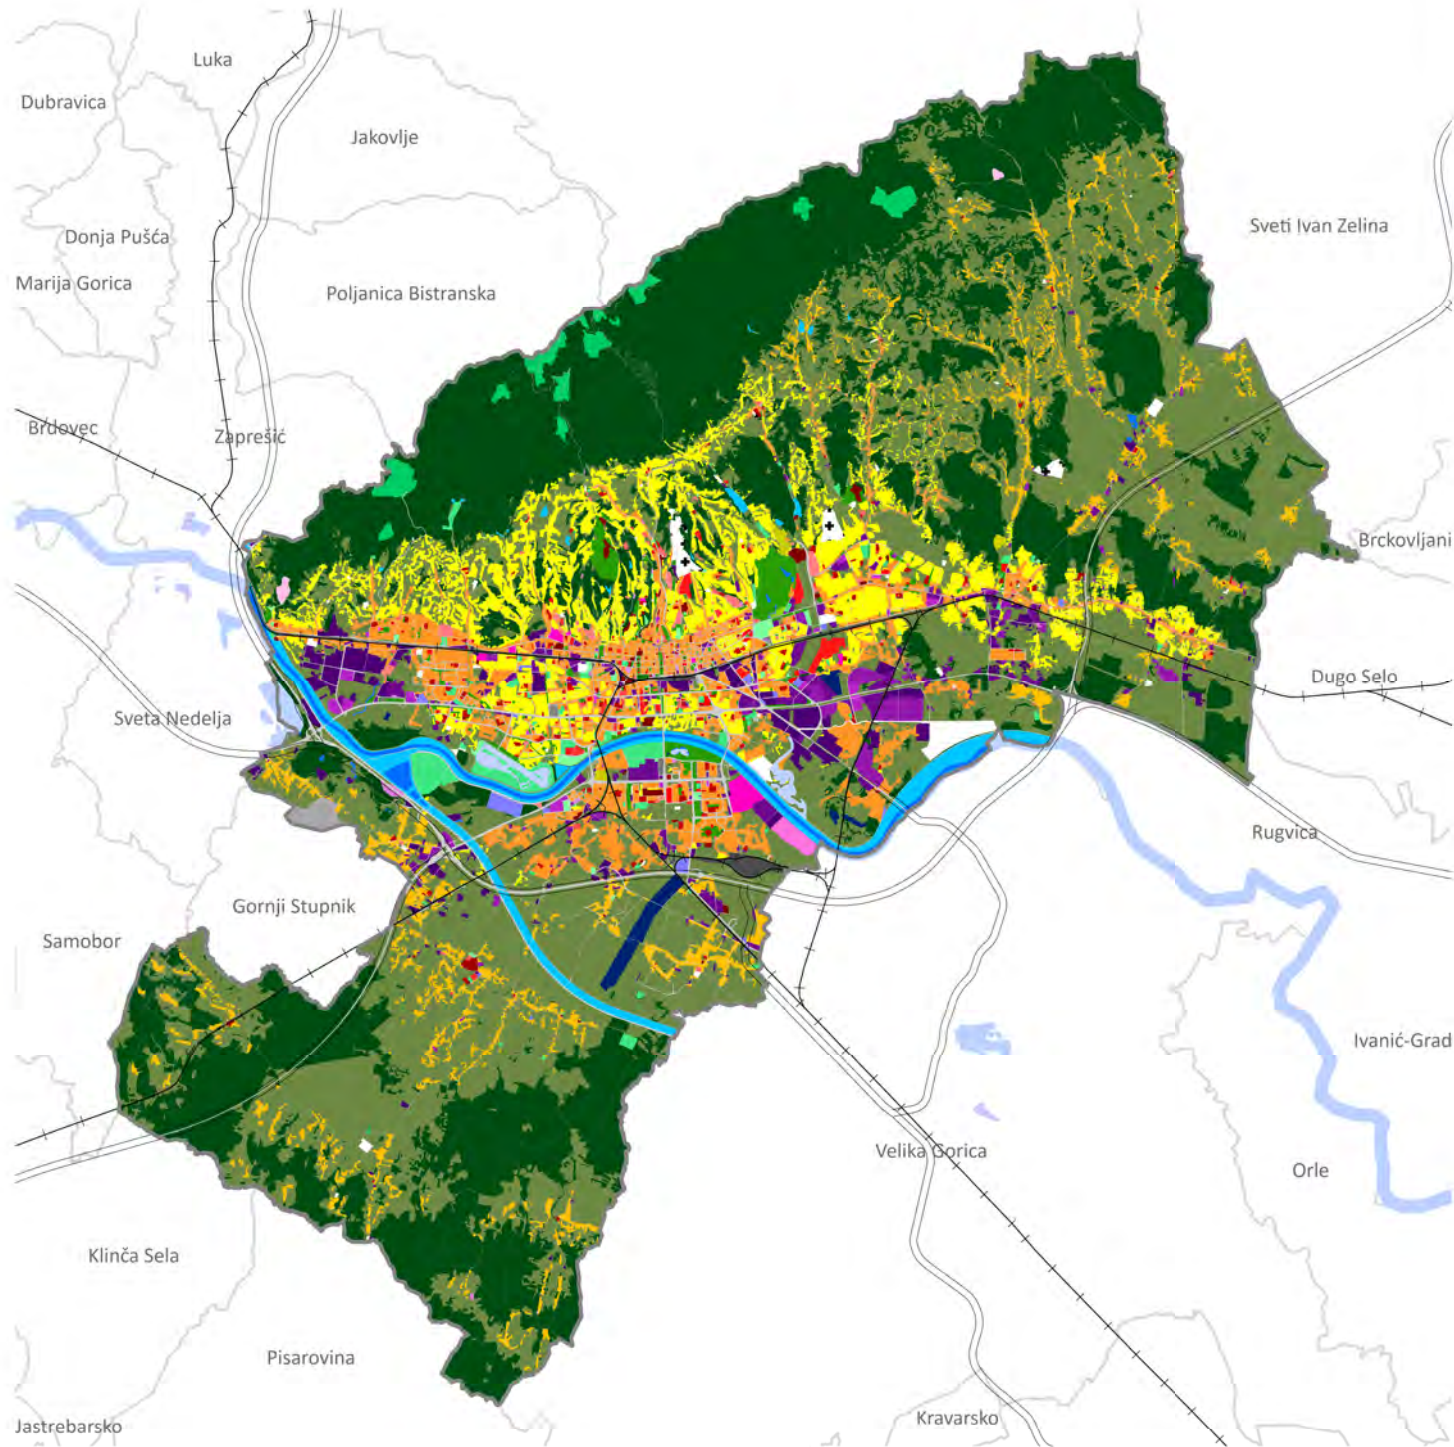 Luka
Dubravica
Jakovlje
Sveti Ivan Zelina
Donja Pušća
Marija Gorica
Poljanica Bistranska
Brdovec
Zaprešić
Brckovljani
Dugo Selo
Sveta Nedelja
Rugvica
Gornji Stupnik
Samobor
Ivanić-Grad
Velika Gorica
Orle
Klinča Sela
Pisarovina
Kravarsko
Jastrebarsko